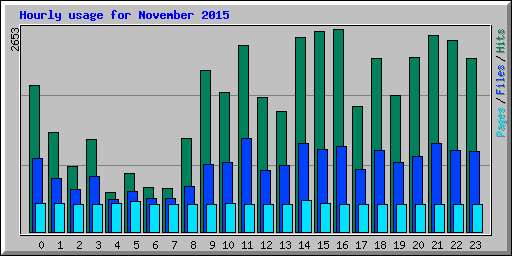 Hourly usage for November 2015
2653
Pages/Files/Hits
0 1 2 3 4 5 6 7 8 9 10 11 12 13 14 15 16 17 18 19 20 21 22 23